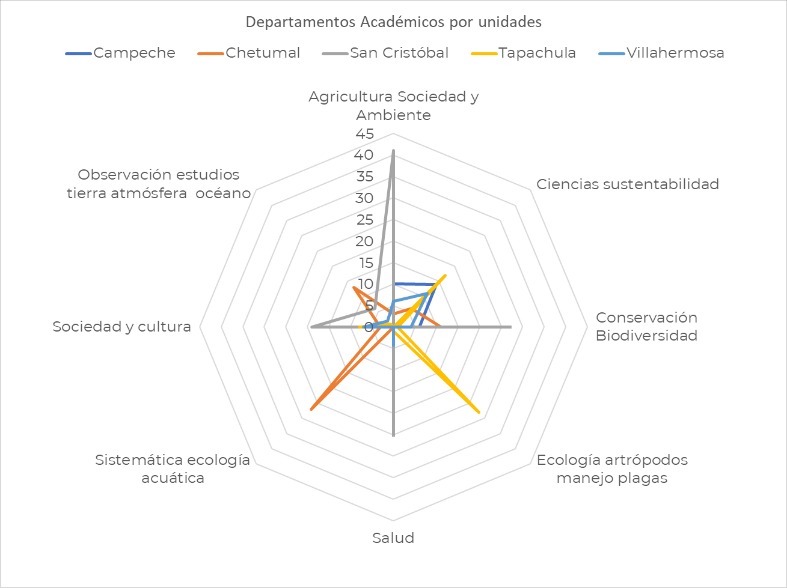 Departamentos Académicos por unidades
Campeche Chetumal San Cristóbal Tapachula Villahermosa
Agricultura Sociedad y
Ambiente
Ciencias sustentabilidad
Conservación
Biodiversidad
Ecología artrópodos
manejo plagas
Salud
Sistemática ecología
acuática
Sociedad y cultura
Observación estudios
tierra atmósfera océano
45
40
35
30
25
20
15
10
5
0